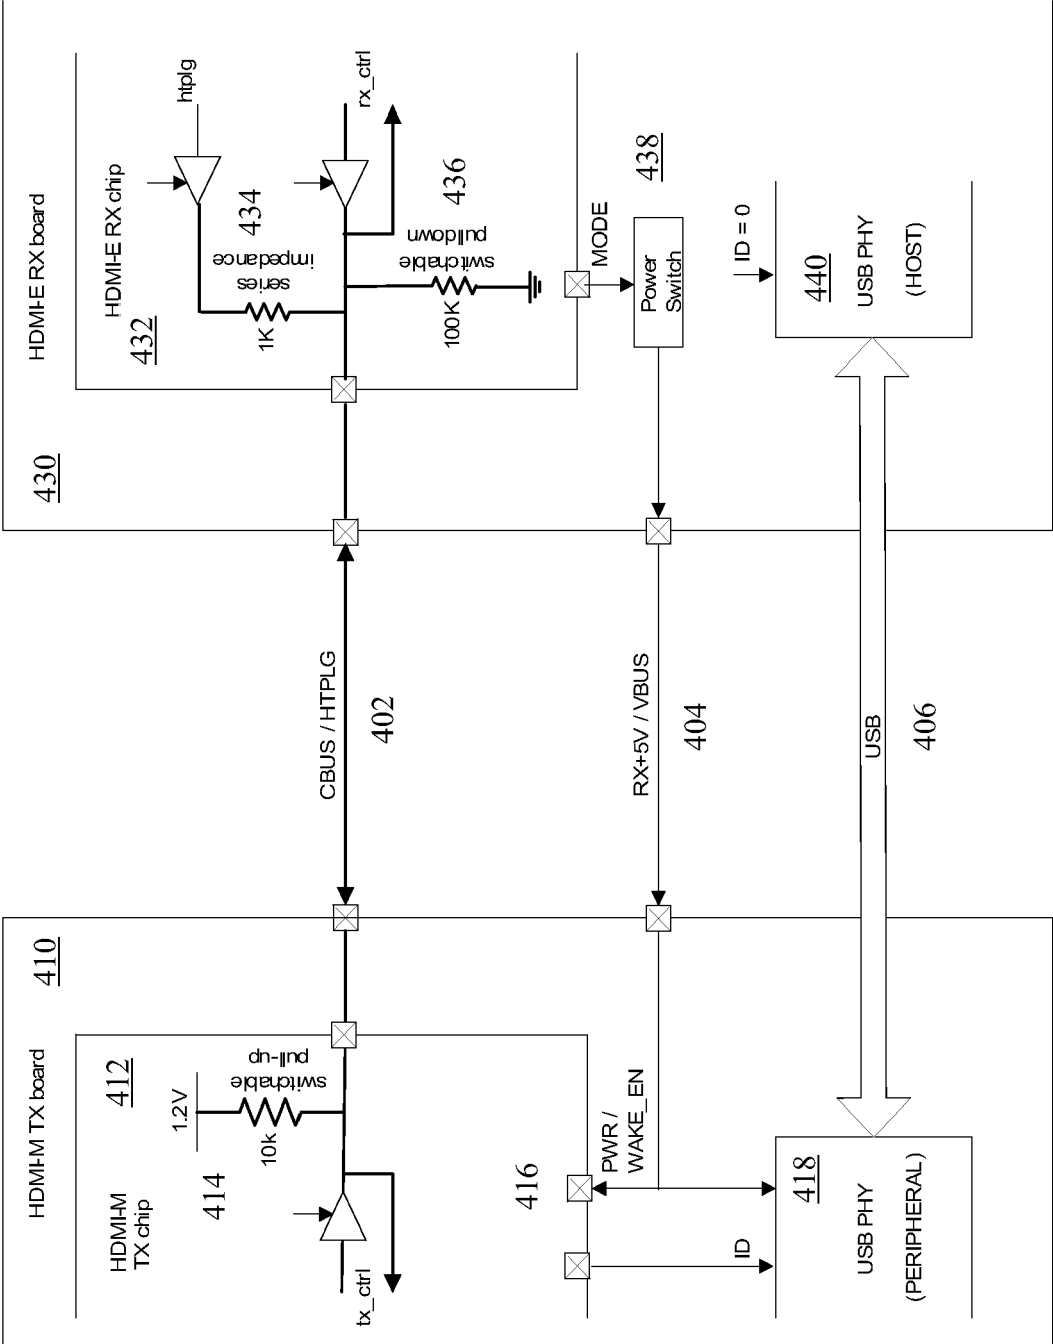 HDMI-M TX board
410
HDMI-M
TX chip
412
414
1.2V
10k
switchable
pull-up
tx_ctrl
416
PWR /
WAKE_EN
ID
418
USB PHY
(PERIPHERAL)
CBUS / HTPLG
402
RX+5V / VBUS
404
USB
406
HDMI-E RX board
430
HDMI-E RX chip
432
htplg
434
series
impedance
1K
rx_ctrl
436
switchable
pulldown
100K
MODE
438
Power
Switch
ID = 0
440
USB PHY
(HOST)